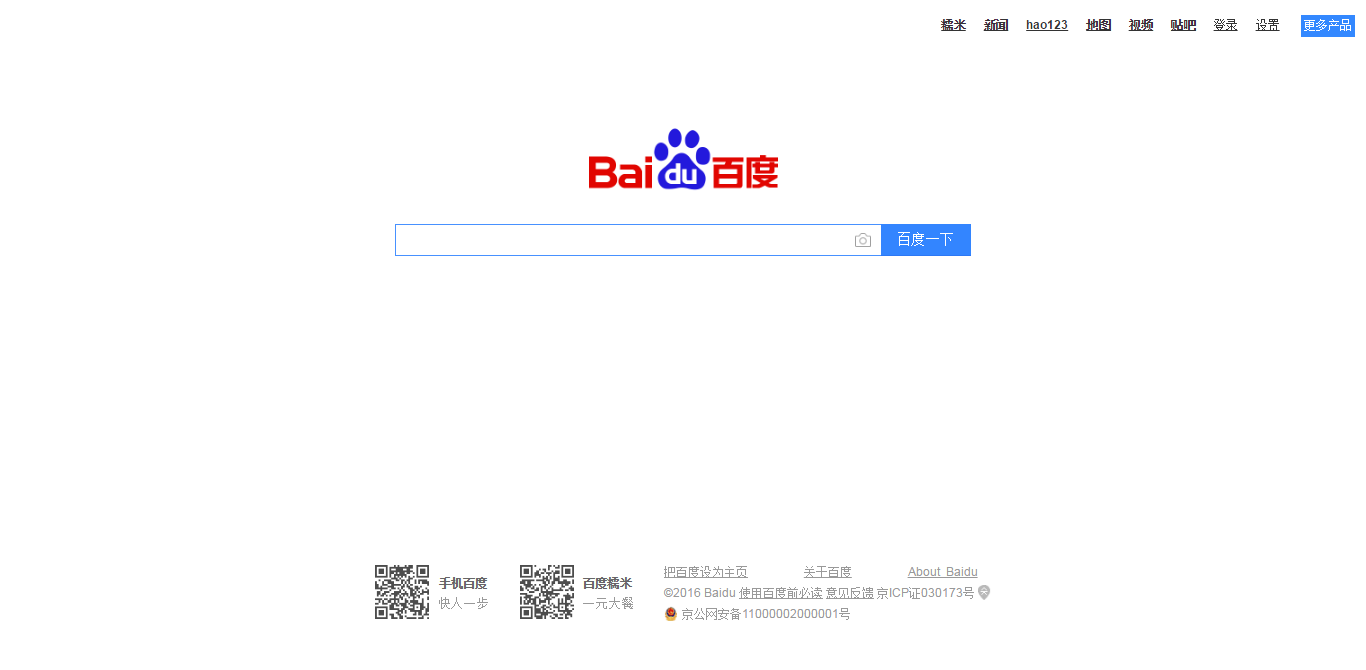 糯米 新闻 hao123 地图 视频 贴吧 登录 设置 更多产品
Bai du 百度
百度一下
手机百度
快人一步
百度糯米
一元大餐
把百度设为主页 关于百度 About Baidu
©2016 Baidu 使用百度前必读 意见反馈 京ICP证030173号
京公网安备11000002000001号